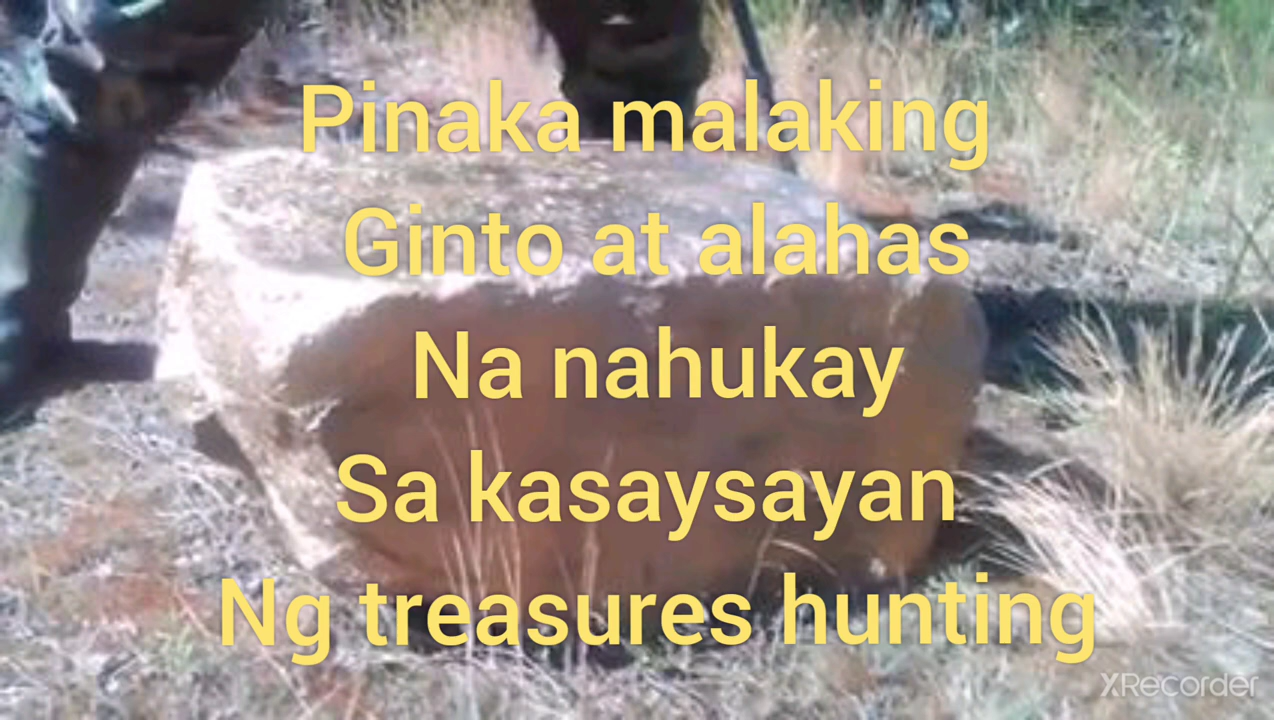 Pinaka malaking
Ginto at alahas
Na nahukay
Sa kasaysayan
Ng treasures hunting
XRecorder